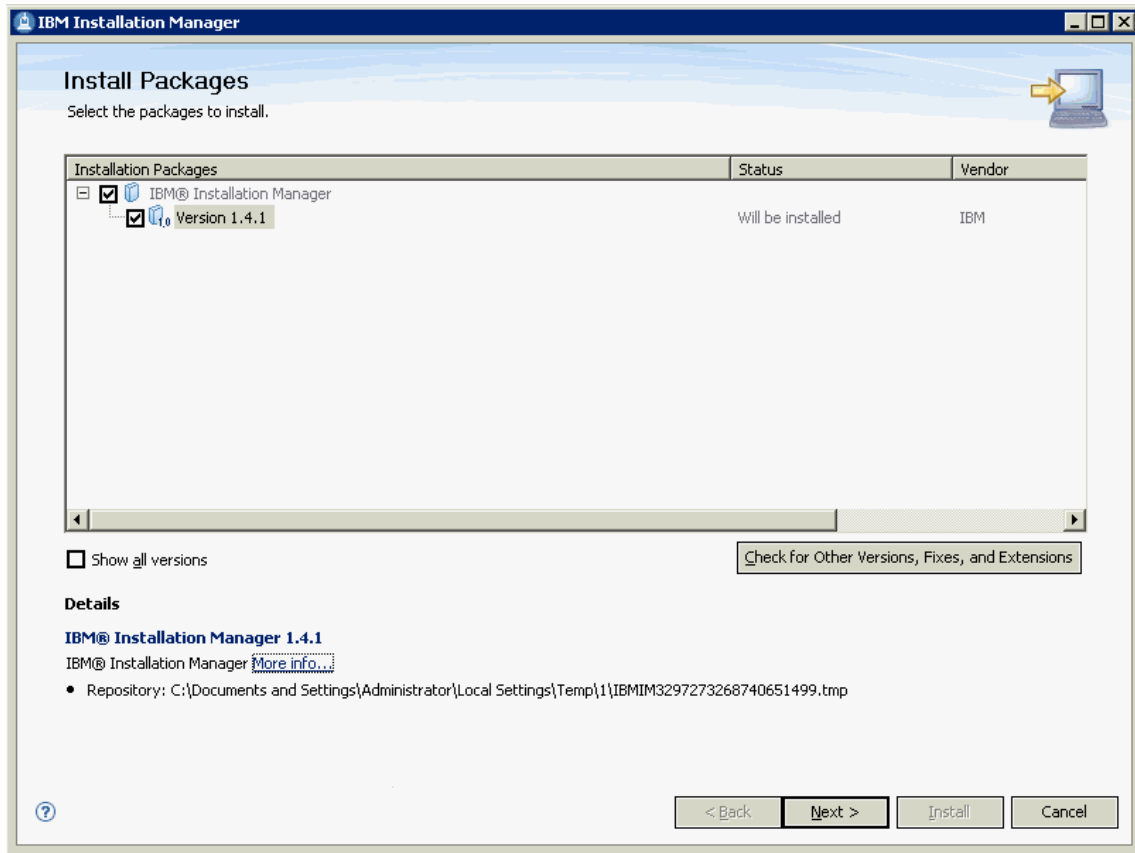 IBM Installation Manager
Install Packages
Select the packages to install.
Installation Packages Status Vendor
IBM® Installation Manager
1.0 Version 1.4.1 Will be installed IBM
Show all versions Check for Other Versions, Fixes, and Extensions
Details
IBM® Installation Manager 1.4.1
IBM® Installation Manager More info...
• Repository: C:\Documents and Settings\Administrator\Local Settings\Temp\1\IBMIM3297273268740651499.tmp
? < Back Next > Install Cancel